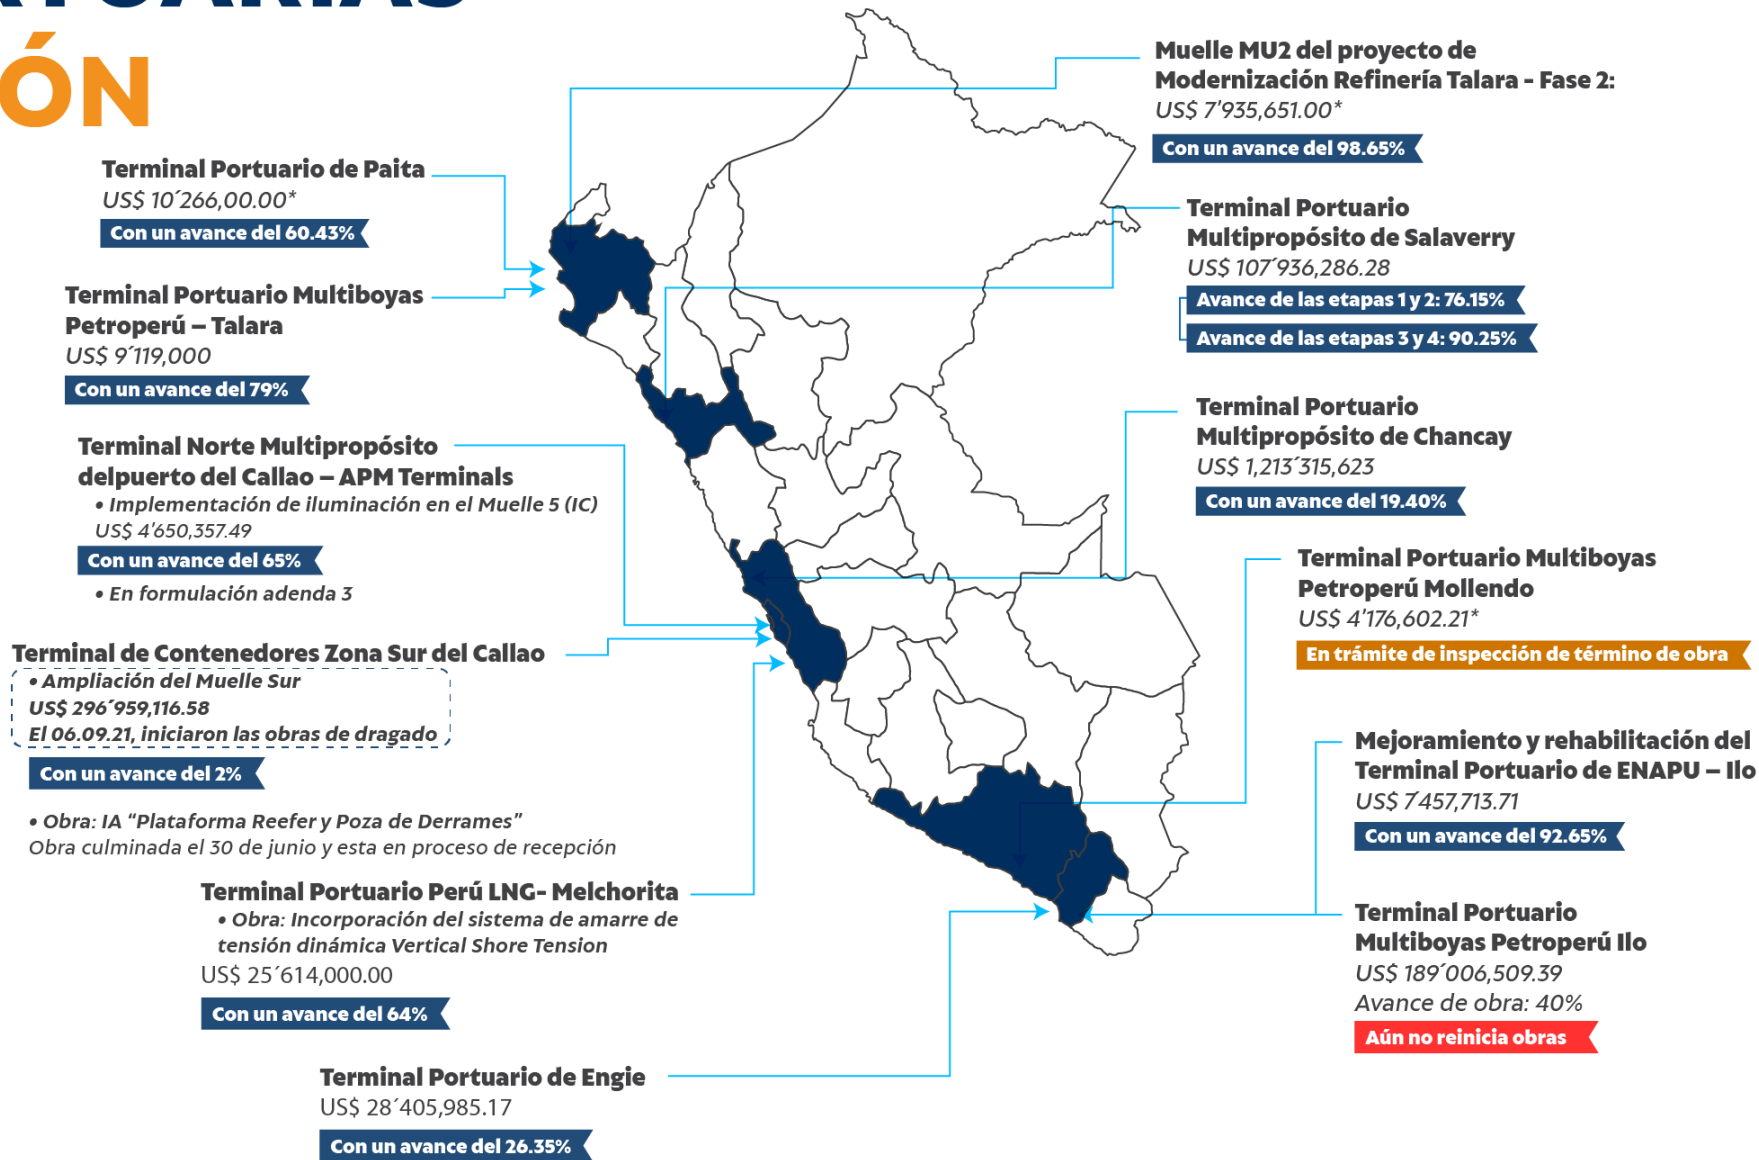 RTUARIAS
ÓN
Terminal Portuario de Paita
US$ 10´266,00.00*
Con un avance del 60.43%
Terminal Portuario Multiboyas
Petroperú – Talara
US$ 9´119,000
Con un avance del 79%
Terminal Norte Multipropósito
delpuerto del Callao – APM Terminals
• Implementación de iluminación en el Muelle 5 (IC)
US$ 4'650,357.49
Con un avance del 65%
• En formulación adenda 3
Terminal de Contenedores Zona Sur del Callao
• Ampliación del Muelle Sur
US$ 296´959,116.58
El 06.09.21, iniciaron las obras de dragado
Con un avance del 2%
• Obra: IA “Plataforma Reefer y Poza de Derrames”
Obra culminada el 30 de junio y esta en proceso de recepción
Terminal Portuario Perú LNG- Melchorita
• Obra: Incorporación del sistema de amarre de
tensión dinámica Vertical Shore Tension
US$ 25´614,000.00
Con un avance del 64%
Terminal Portuario de Engie
US$ 28´405,985.17
Con un avance del 26.35%
Muelle MU2 del proyecto de
Modernización Refinería Talara - Fase 2:
US$ 7'935,651.00*
Con un avance del 98.65%
Terminal Portuario
Multipropósito de Salaverry
US$ 107´936,286.28
Avance de las etapas 1 y 2: 76.15%
Avance de las etapas 3 y 4: 90.25%
Terminal Portuario
Multipropósito de Chancay
US$ 1,213´315,623
Con un avance del 19.40%
Terminal Portuario Multiboyas
Petroperú Mollendo
US$ 4'176,602.21*
En trámite de inspección de término de obra
Mejoramiento y rehabilitación del
Terminal Portuario de ENAPU – Ilo
US$ 7´457,713.71
Con un avance del 92.65%
Terminal Portuario
Multiboyas Petroperú Ilo
US$ 189´006,509.39
Avance de obra: 40%
Aún no reinicia obras